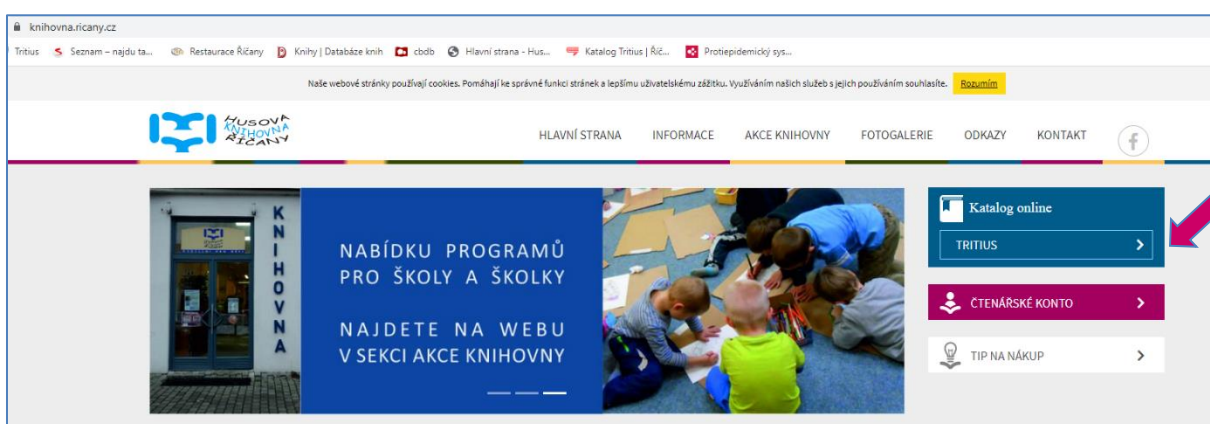 knihovna.ricany.cz
Tritius Seznam – najdu ta... Restaurace Říčany Knihy | Databáze knih cbdb Hlavní strana - Hus... Katalog Tritius | Říč... Protiepidemický sys...
Naše webové stránky používají cookies. Pomáhají ke správné funkci stránek a lepšímu uživatelskému zážitku. Využíváním našich služeb s jejich používáním souhlasíte. Rozumím
HUSOVA
KNIHOVNA
ŘÍČANY
HLAVNÍ STRANA INFORMACE AKCE KNIHOVNY FOTOGALERIE ODKAZY KONTAKT
KNIHOVNA
NABÍDKU PROGRAMŮ
PRO ŠKOLY A ŠKOLKY
NAJDETE NA WEBU
V SEKCI AKCE KNIHOVNY
Katalog online
TRITIUS
ČTENÁŘSKÉ KONTO
TIP NA NÁKUP